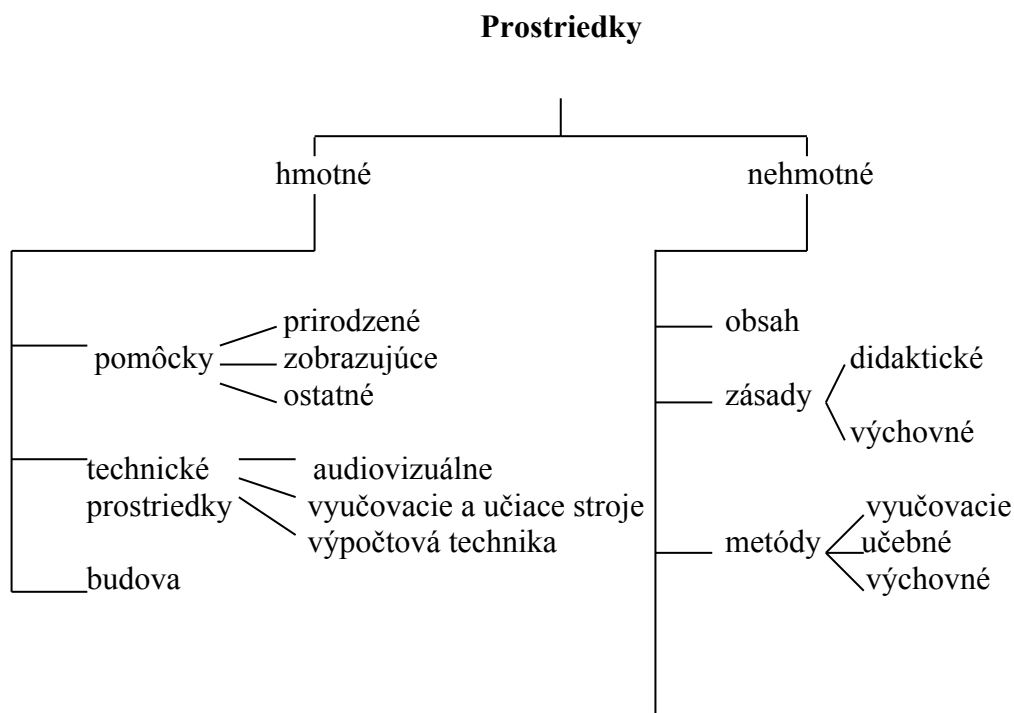 Prostriedky
hmotné
nehmotné
pomôcky
prirodzené
zobrazujúce
ostatné
technické
prostriedky
audiovizuálne
vyučovacie a učiace stroje
výpočtová technika
budova
obsah
zásady
didaktické
výchovné
metódy
vyučovacie
učebné
výchovné